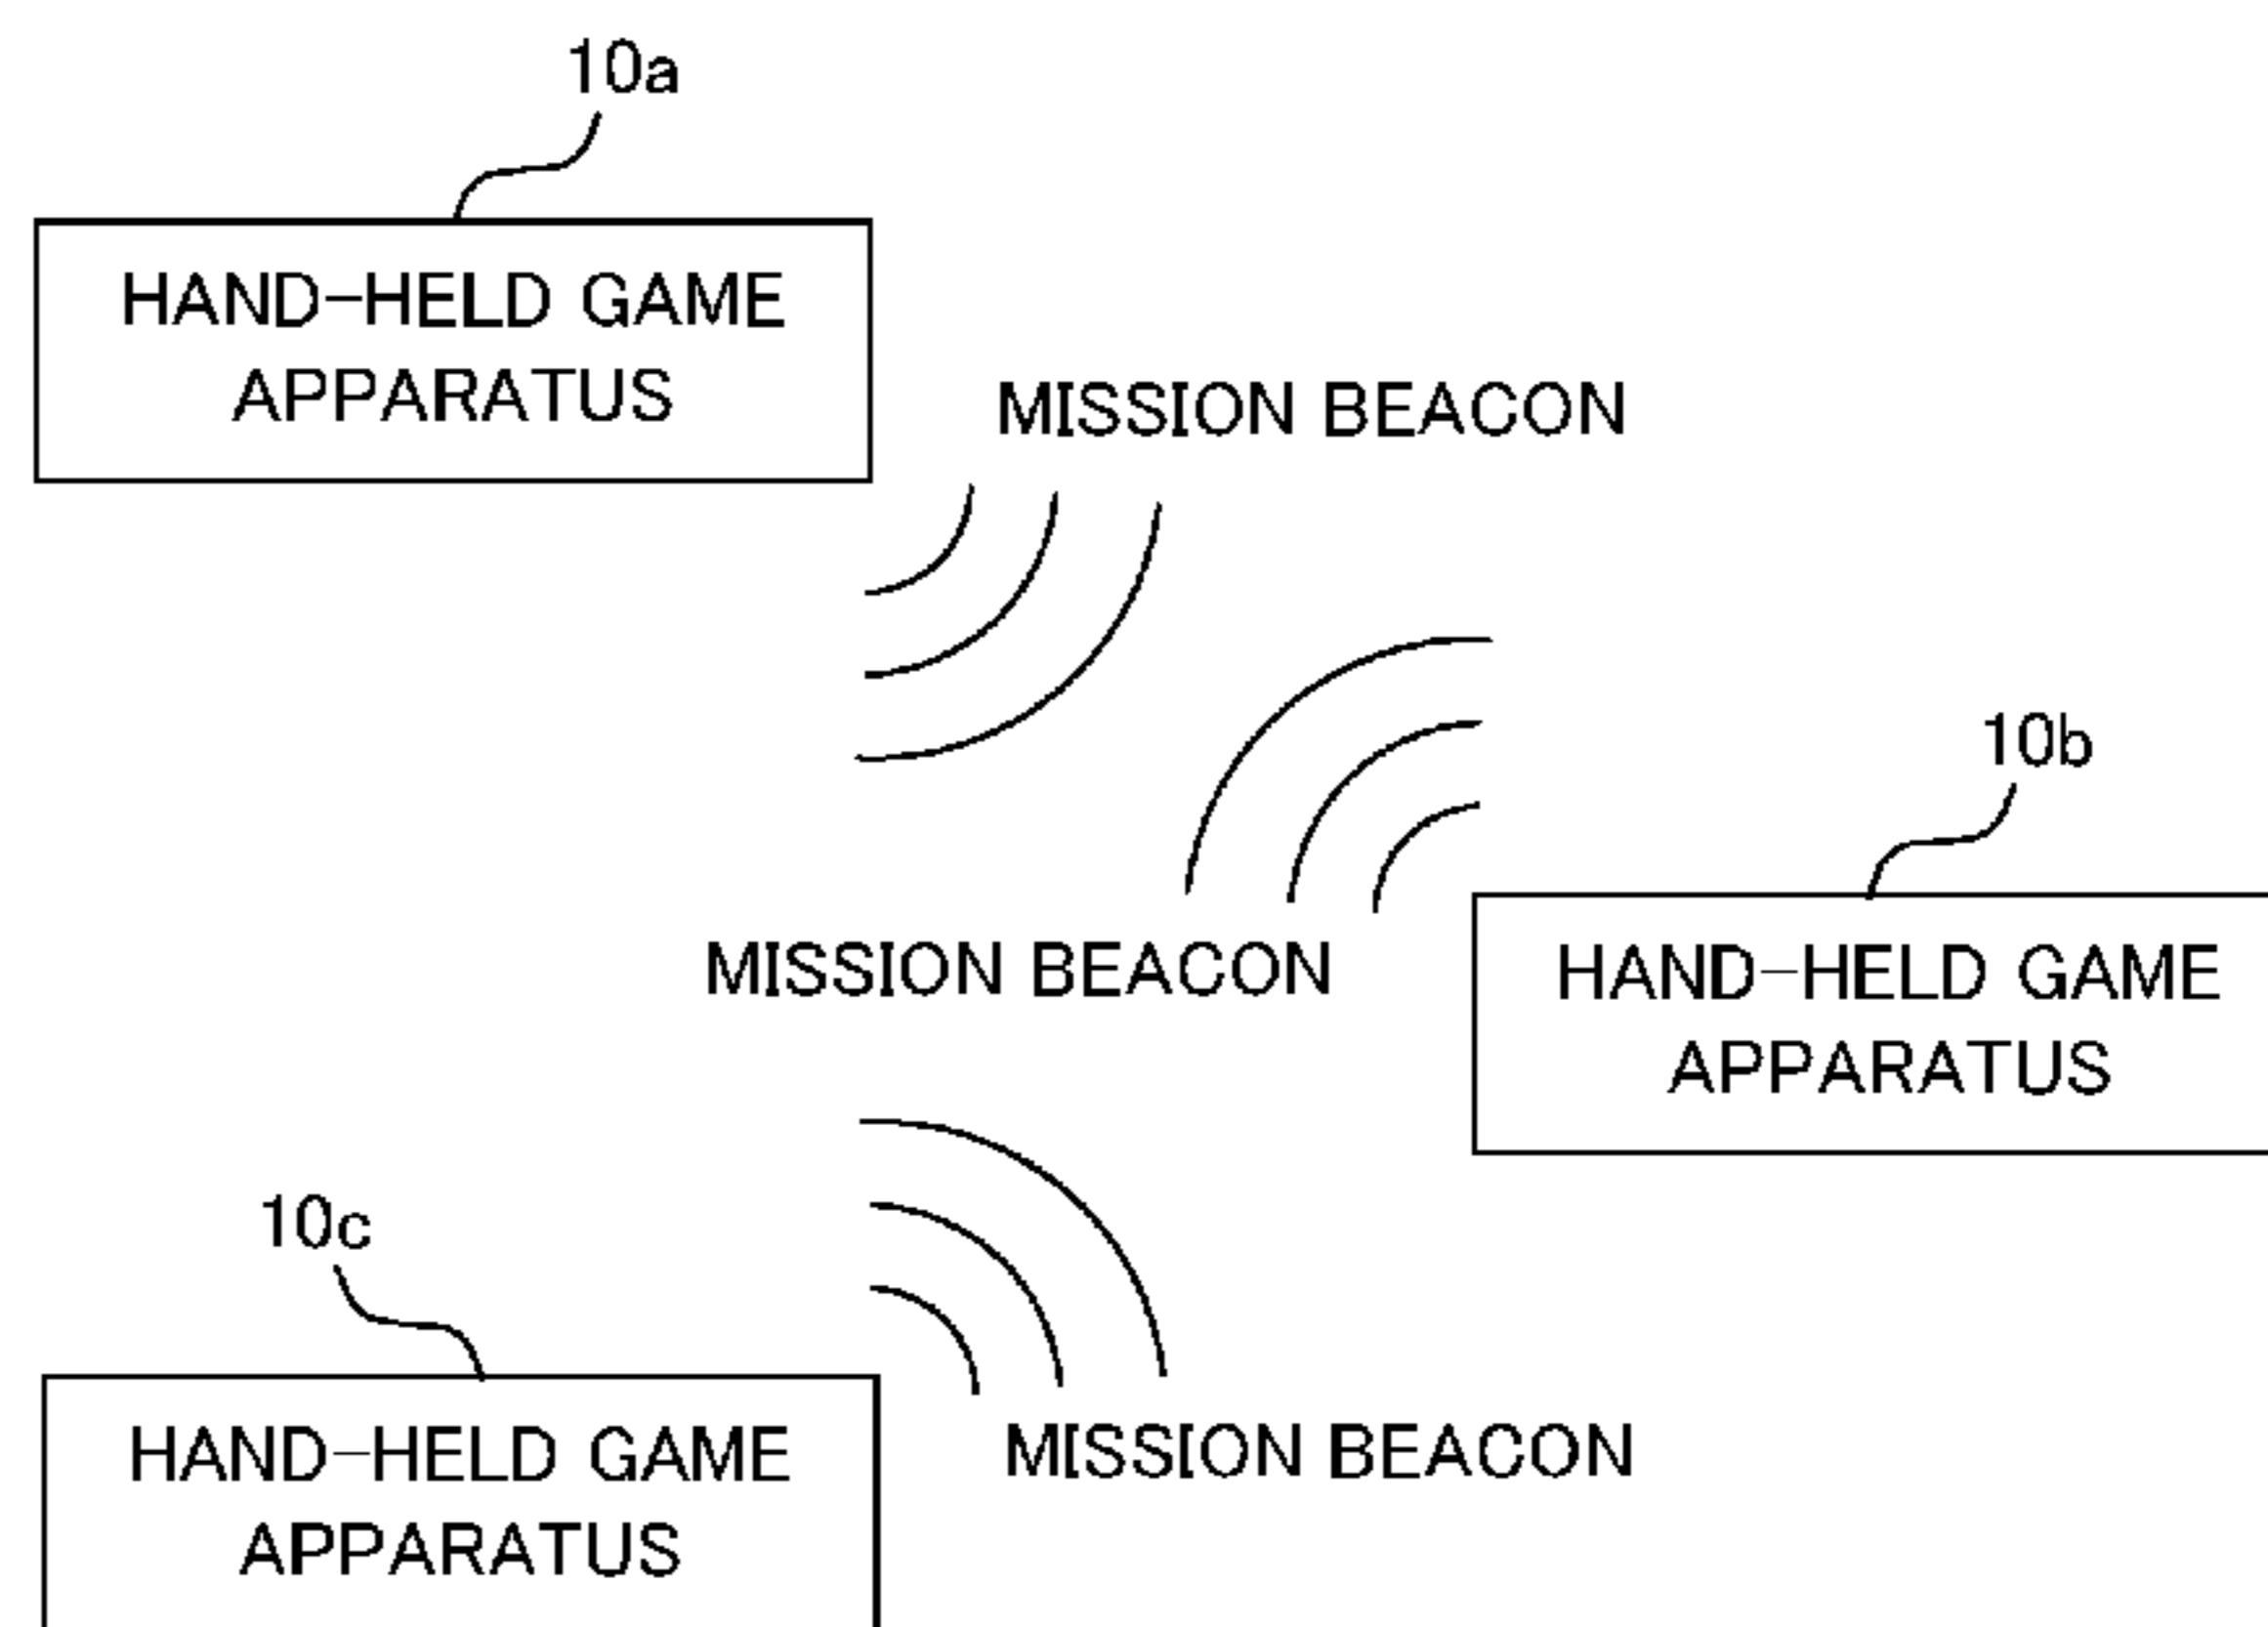 10a
HAND-HELD GAME
APPARATUS
MISSION BEACON
10b
MISSION BEACON
HAND-HELD GAME
APPARATUS
10c
HAND-HELD GAME
APPARATUS
MISSION BEACON